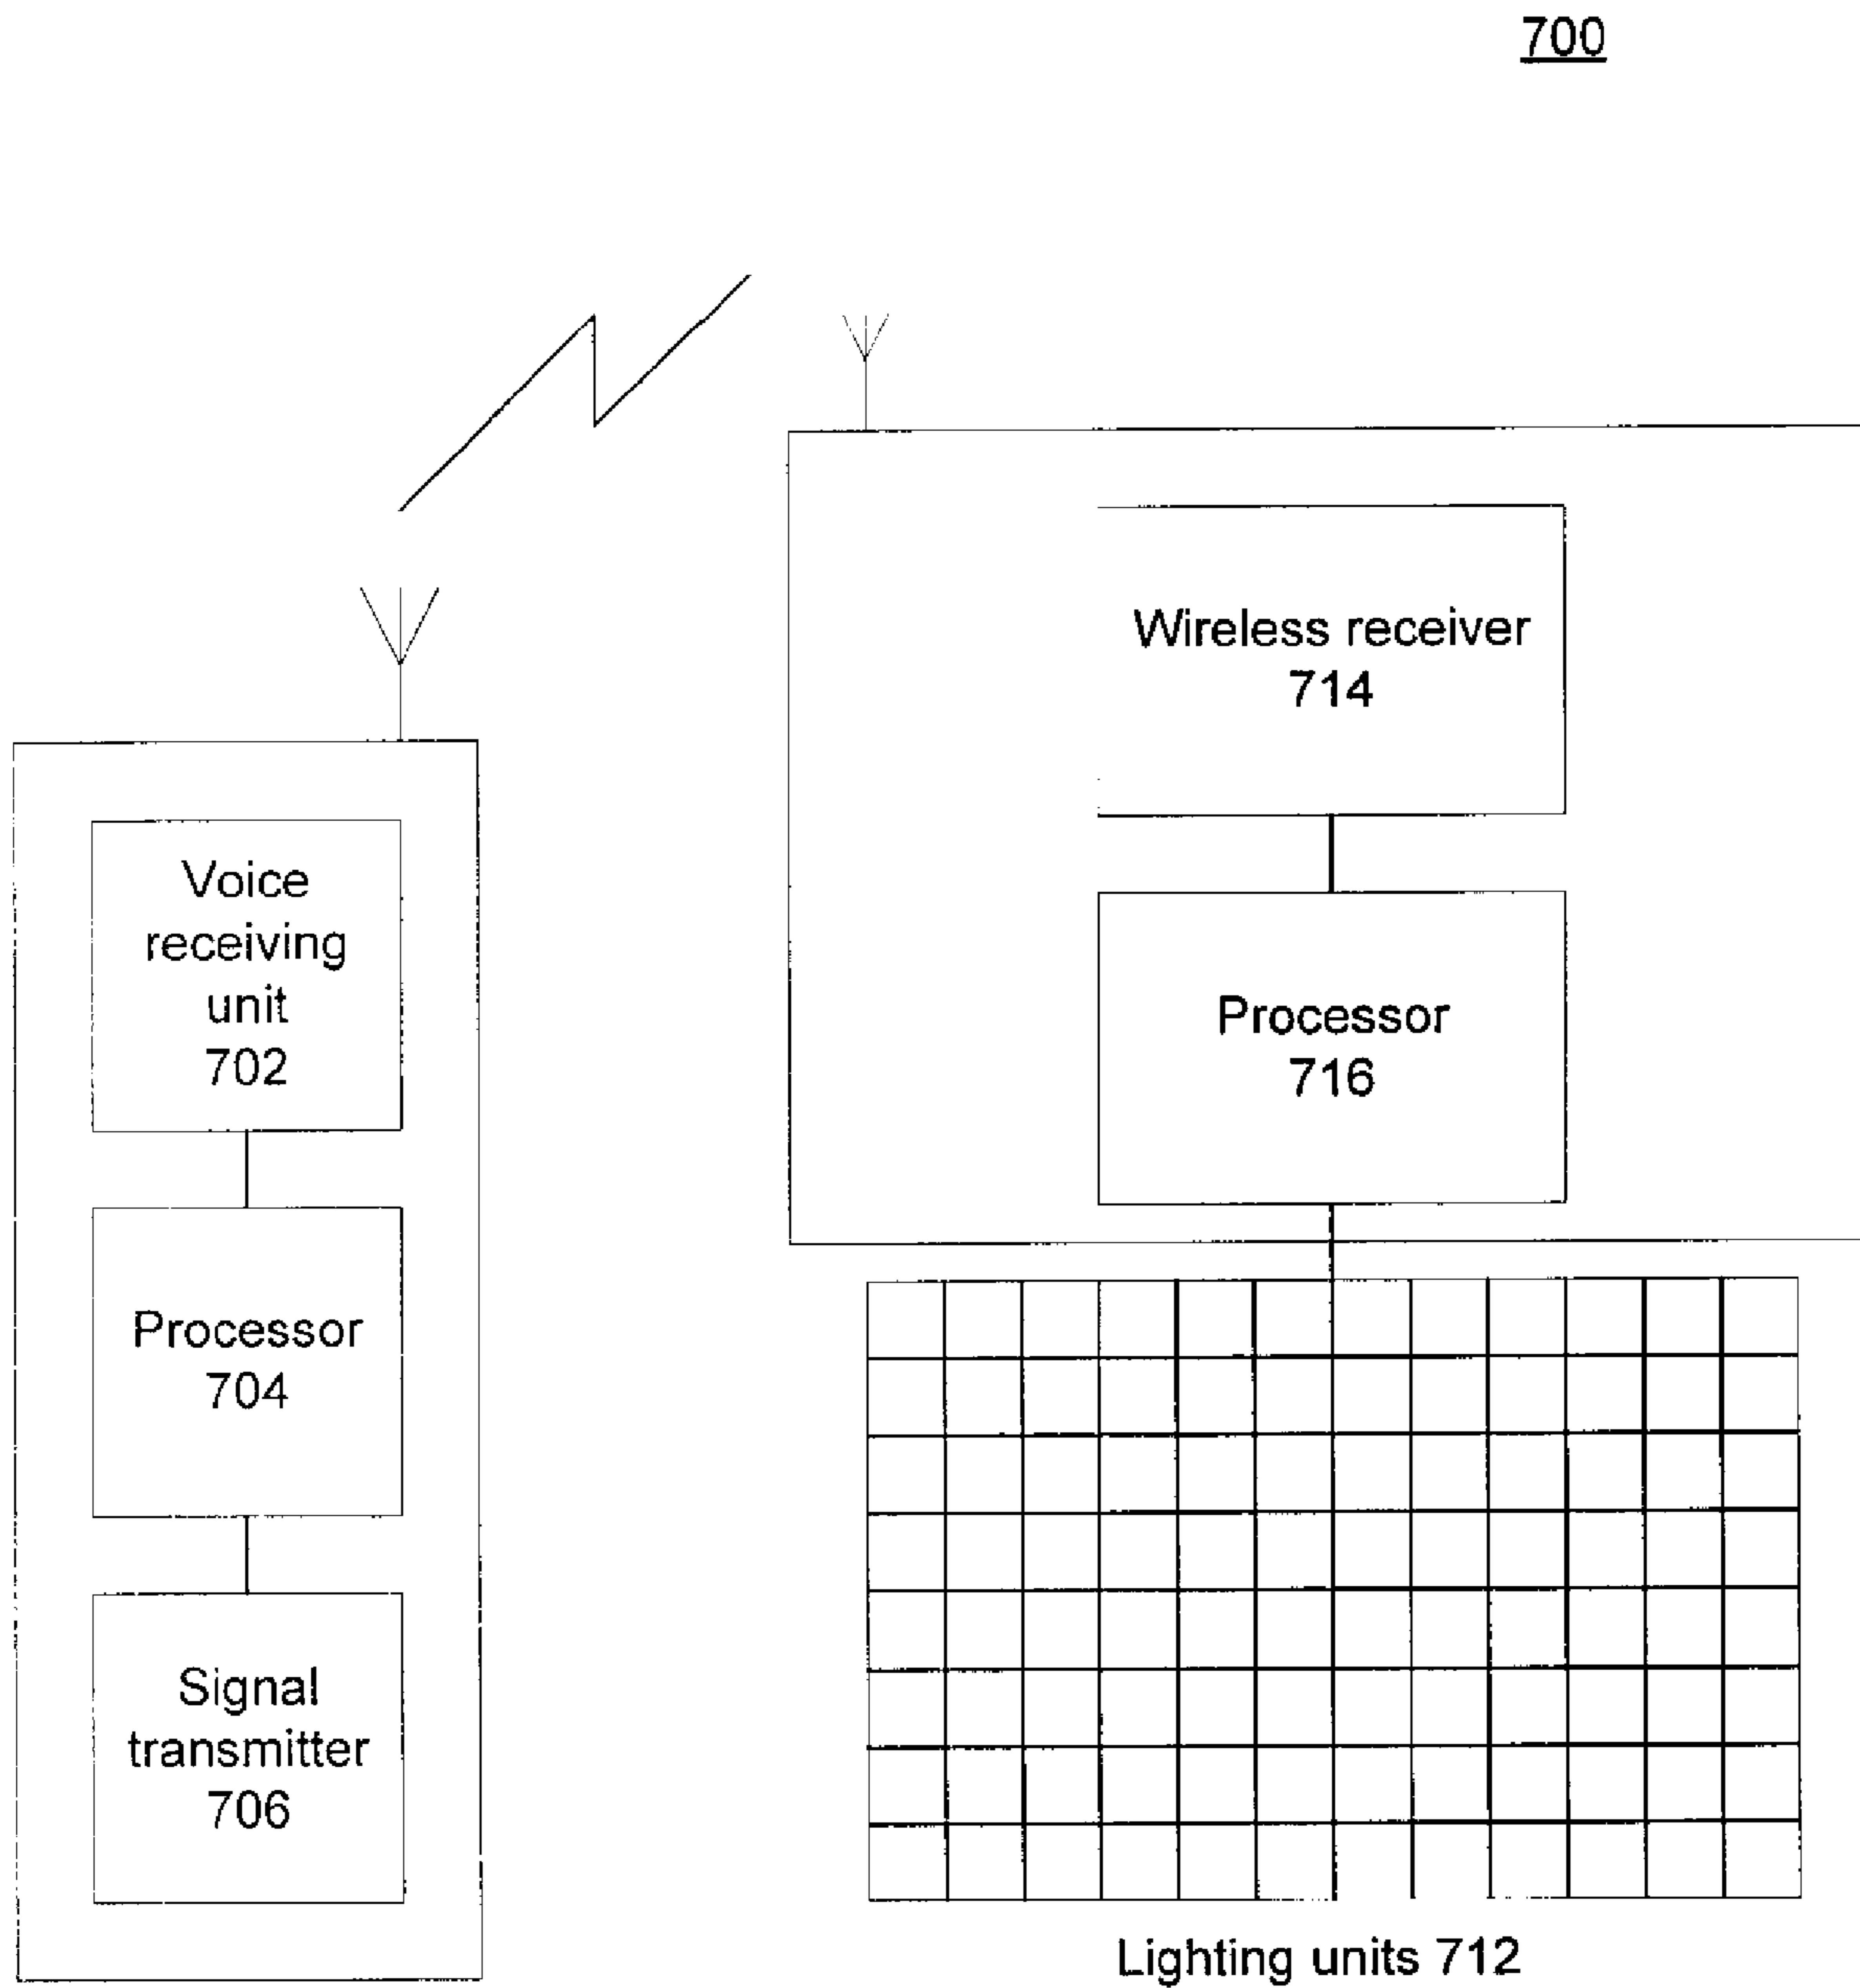 700
Wireless receiver
714
Voice
receiving
unit
702
Processor
716
Processor
704
Signal
transmitter
706
Lighting units 712